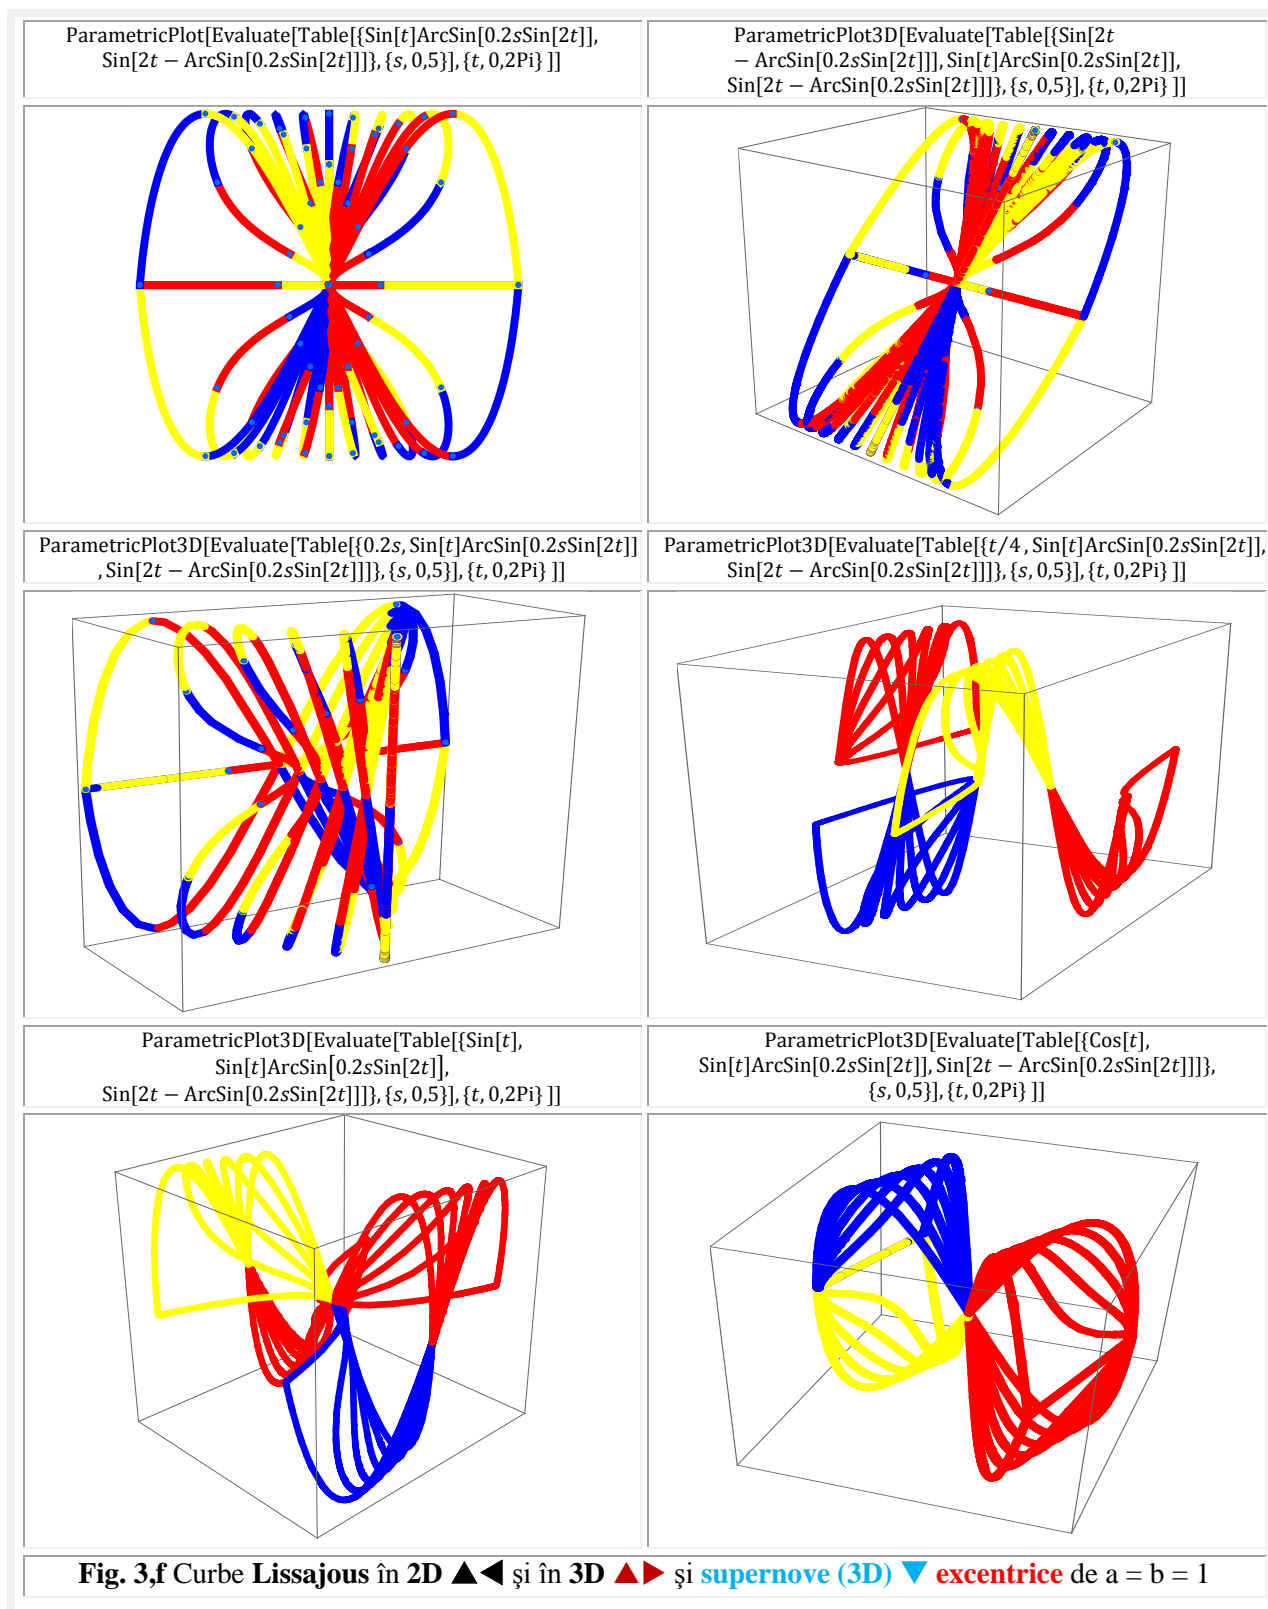 ParametricPlot[Evaluate[Table[{Sin[t]ArcSin[0.2sSin[2t]],
Sin[2t − ArcSin[0.2sSin[2t]]]}, {s, 0,5}], {t, 0,2Pi} ]]
ParametricPlot3D[Evaluate[Table[{Sin[2t
− ArcSin[0.2sSin[2t]]], Sin[t]ArcSin[0.2sSin[2t]],
Sin[2t − ArcSin[0.2sSin[2t]]]}, {s, 0,5}], {t, 0,2Pi} ]]
ParametricPlot3D[Evaluate[Table[{0.2s, Sin[t]ArcSin[0.2sSin[2t]]
, Sin[2t − ArcSin[0.2sSin[2t]]]}, {s, 0,5}], {t, 0,2Pi} ]]
ParametricPlot3D[Evaluate[Table[{t/4 , Sin[t]ArcSin[0.2sSin[2t]],
Sin[2t − ArcSin[0.2sSin[2t]]]}, {s, 0,5}], {t, 0,2Pi} ]]
ParametricPlot3D[Evaluate[Table[{Sin[t],
Sin[t]ArcSin[0.2sSin[2t]],
Sin[2t − ArcSin[0.2sSin[2t]]]}, {s, 0,5}], {t, 0,2Pi} ]]
ParametricPlot3D[Evaluate[Table[{Cos[t],
Sin[t]ArcSin[0.2sSin[2t]], Sin[2t − ArcSin[0.2sSin[2t]]]},
{s, 0,5}], {t, 0,2Pi} ]]
Fig. 3,f Curbe Lissajous în 2D ▲◀ şi în 3D ▲▶ şi supernove (3D) ▼ excentrice de a = b = 1